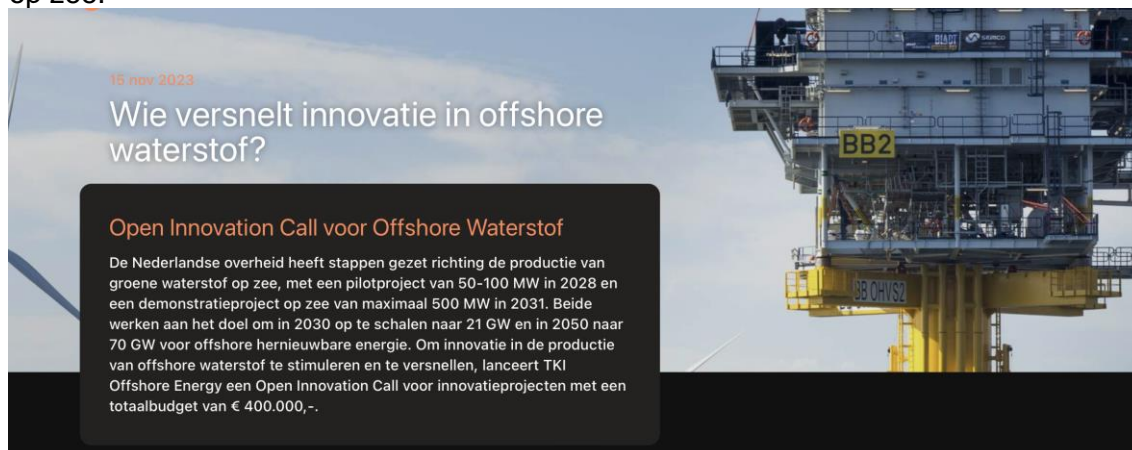 op zee.
15 nov 2023
Wie versnelt innovatie in offshore
waterstof?
BB2
GB OHVS2
Open Innovation Call voor Offshore Waterstof
De Nederlandse overheid heeft stappen gezet richting de productie van
groene waterstof op zee, met een pilotproject van 50-100 MW in 2028 en
een demonstratieproject op zee van maximaal 500 MW in 2031. Beide
werken aan het doel om in 2030 op te schalen naar 21 GW en in 2050 naar
70 GW voor offshore hernieuwbare energie. Om innovatie in de productie
van offshore waterstof te stimuleren en te versnellen, lanceert TKI
Offshore Energy een Open Innovation Call voor innovatieprojecten met een
totaalbudget van € 400.000,-.